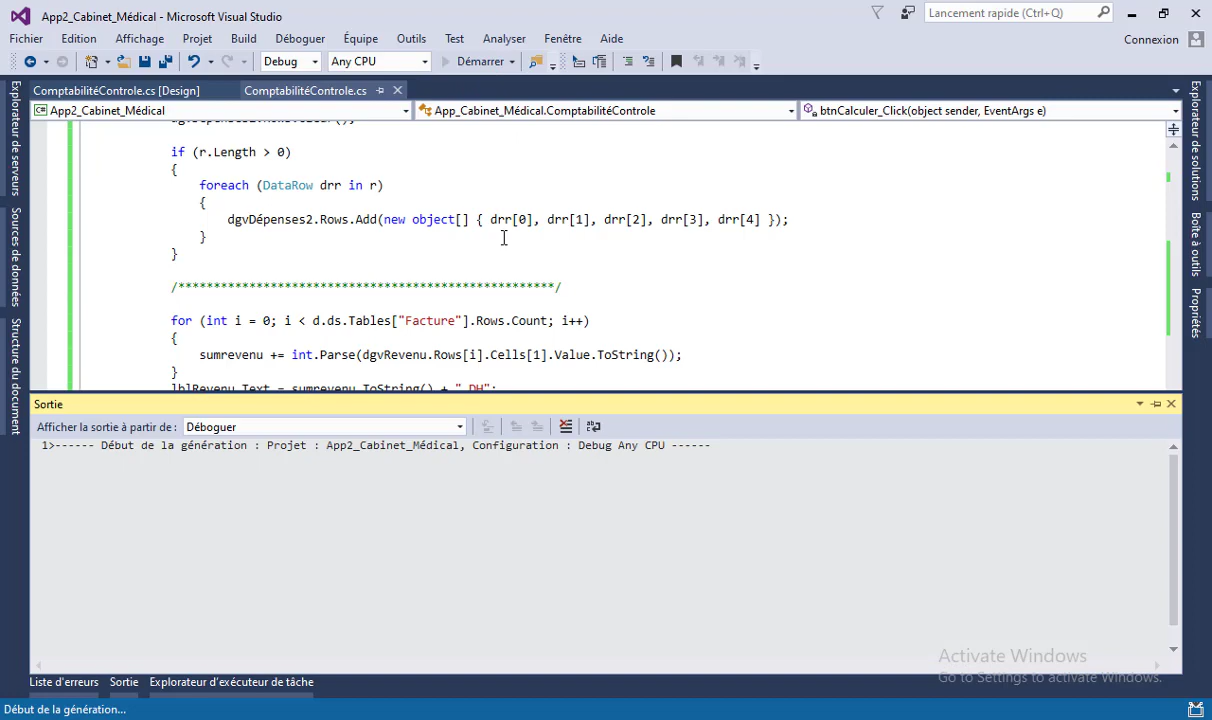 App2_Cabinet_Médical - Microsoft Visual Studio
Lancement rapide (Ctrl+Q)
Fichier Edition Affichage Projet Build Déboguer Équipe Outils Test Analyser Fenêtre Aide
Connexion
Debug Any CPU Démarrer
ComptabilitéControle.cs [Design] ComptabilitéControle.cs
App2_Cabinet_Médical App_Cabinet_Médical.ComptabilitéControle btnCalculer_Click(object sender, EventArgs e)
Explorateur de serveurs
Sources de données
Structure du document
if (r.Length > 0)
{
foreach (DataRow drr in r)
{
dgvDépenses2.Rows.Add(new object[] { drr[0], drr[1], drr[2], drr[3], drr[4] });
}
}
/*****************************************************/
for (int i = 0; i < d.ds.Tables["Facture"].Rows.Count; i++)
{
sumrevenu += int.Parse(dgvRevenu.Rows[i].Cells[1].Value.ToString());
}
lblRevenu.Text = sumrevenu.ToString() + " DH";
Explorateur de solutions
Boîte à outils
Propriétés
Sortie
Afficher la sortie à partir de : Déboguer
1>------ Début de la génération : Projet : App2_Cabinet_Médical, Configuration : Debug Any CPU ------
Activate Windows
Go to Settings to activate Windows.
Liste d'erreurs Sortie Explorateur d'exécuteur de tâche
Début de la génération...